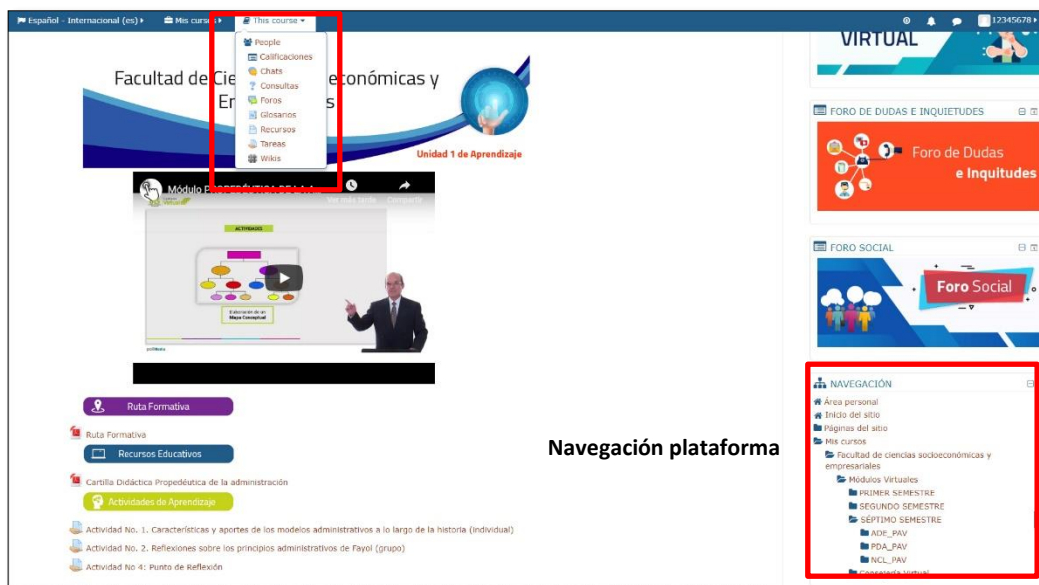 Español - Internacional (es)
Mis cursos
This course
12345678
People
Calificaciones
Chats
Consultas
Foros
Glosarios
Recursos
Tareas
Wikis
Facultad de Cie
oeconómicas y
E
s
Unidad 1 de Aprendizaje
Módulo
Ver más tarde
Compartir
ACTIVIDADES
Elaboración de un
Mapa Conceptual
Ruta Formativa
Ruta Formativa
Recursos Educativos
Cartilla Didáctica Propedéutica de la administración
Actividades de Aprendizaje
Actividad No. 1. Características y aportes de los modelos administrativos a lo largo de la historia (individual)
Actividad No. 2. Reflexiones sobre los principios administrativos de Fayol (grupo)
Actividad No 4: Punto de Reflexión
Navegación plataforma
VIRTUAL
FORO DE DUDAS E INQUIETUDES
Foro de Dudas
e Inquitudes
FORO SOCIAL
Foro Social
NAVEGACIÓN
Área personal
Inicio del sitio
Páginas del sitio
Mis cursos
Facultad de ciencias socioeconómicas y
empresariales
Módulos Virtuales
PRIMER SEMESTRE
SEGUNDO SEMESTRE
SÉPTIMO SEMESTRE
ADE_PAV
PDA_PAV
NCL_PAV
Consejería Virtual